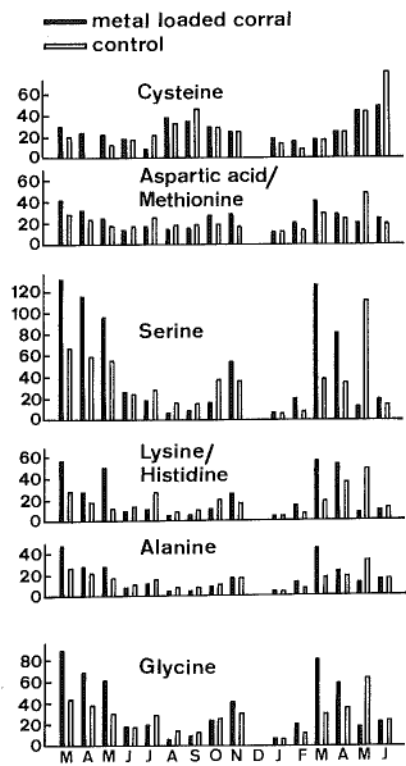 metal loaded corral
control
Cysteine
60
40
20
0
Aspartic acid/
Methionine
60
40
20
0
Serine
120
100
80
60
40
20
0
Lysine/
Histidine
60
40
20
0
Alanine
40
20
0
Glycine
80
60
40
20
0
M A M J J A S O N D J F M A M J